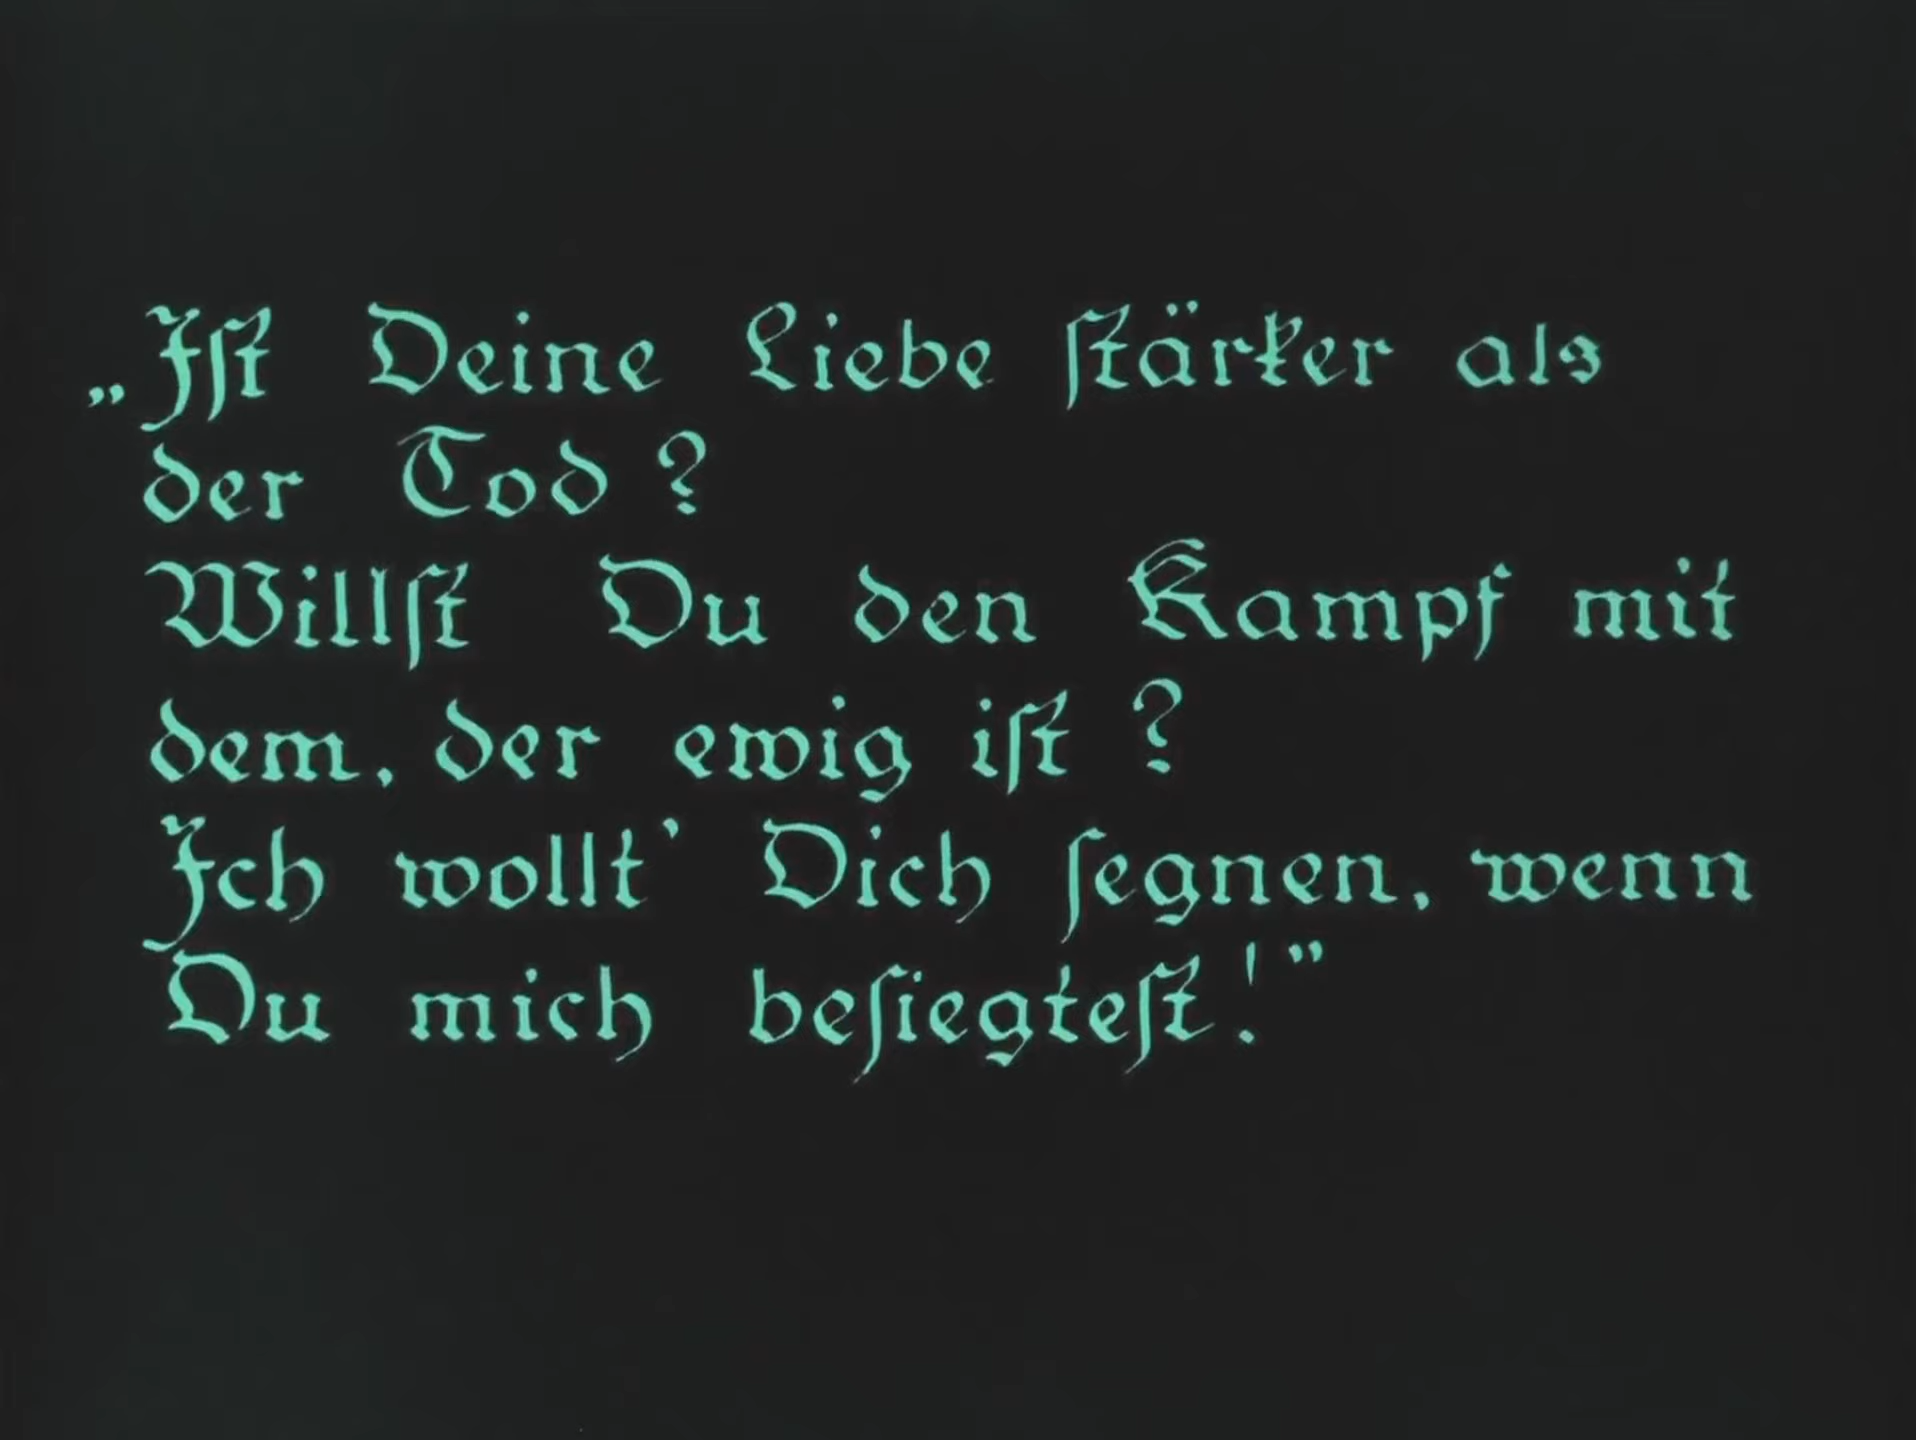 „Iſt Deine Liebe ſtärker als
der Tod ?
Willſt Du den Kampf mit
dem, der ewig iſt ?
Ich wollt' Dich ſegnen, wenn
Du mich beſiegteſt!”